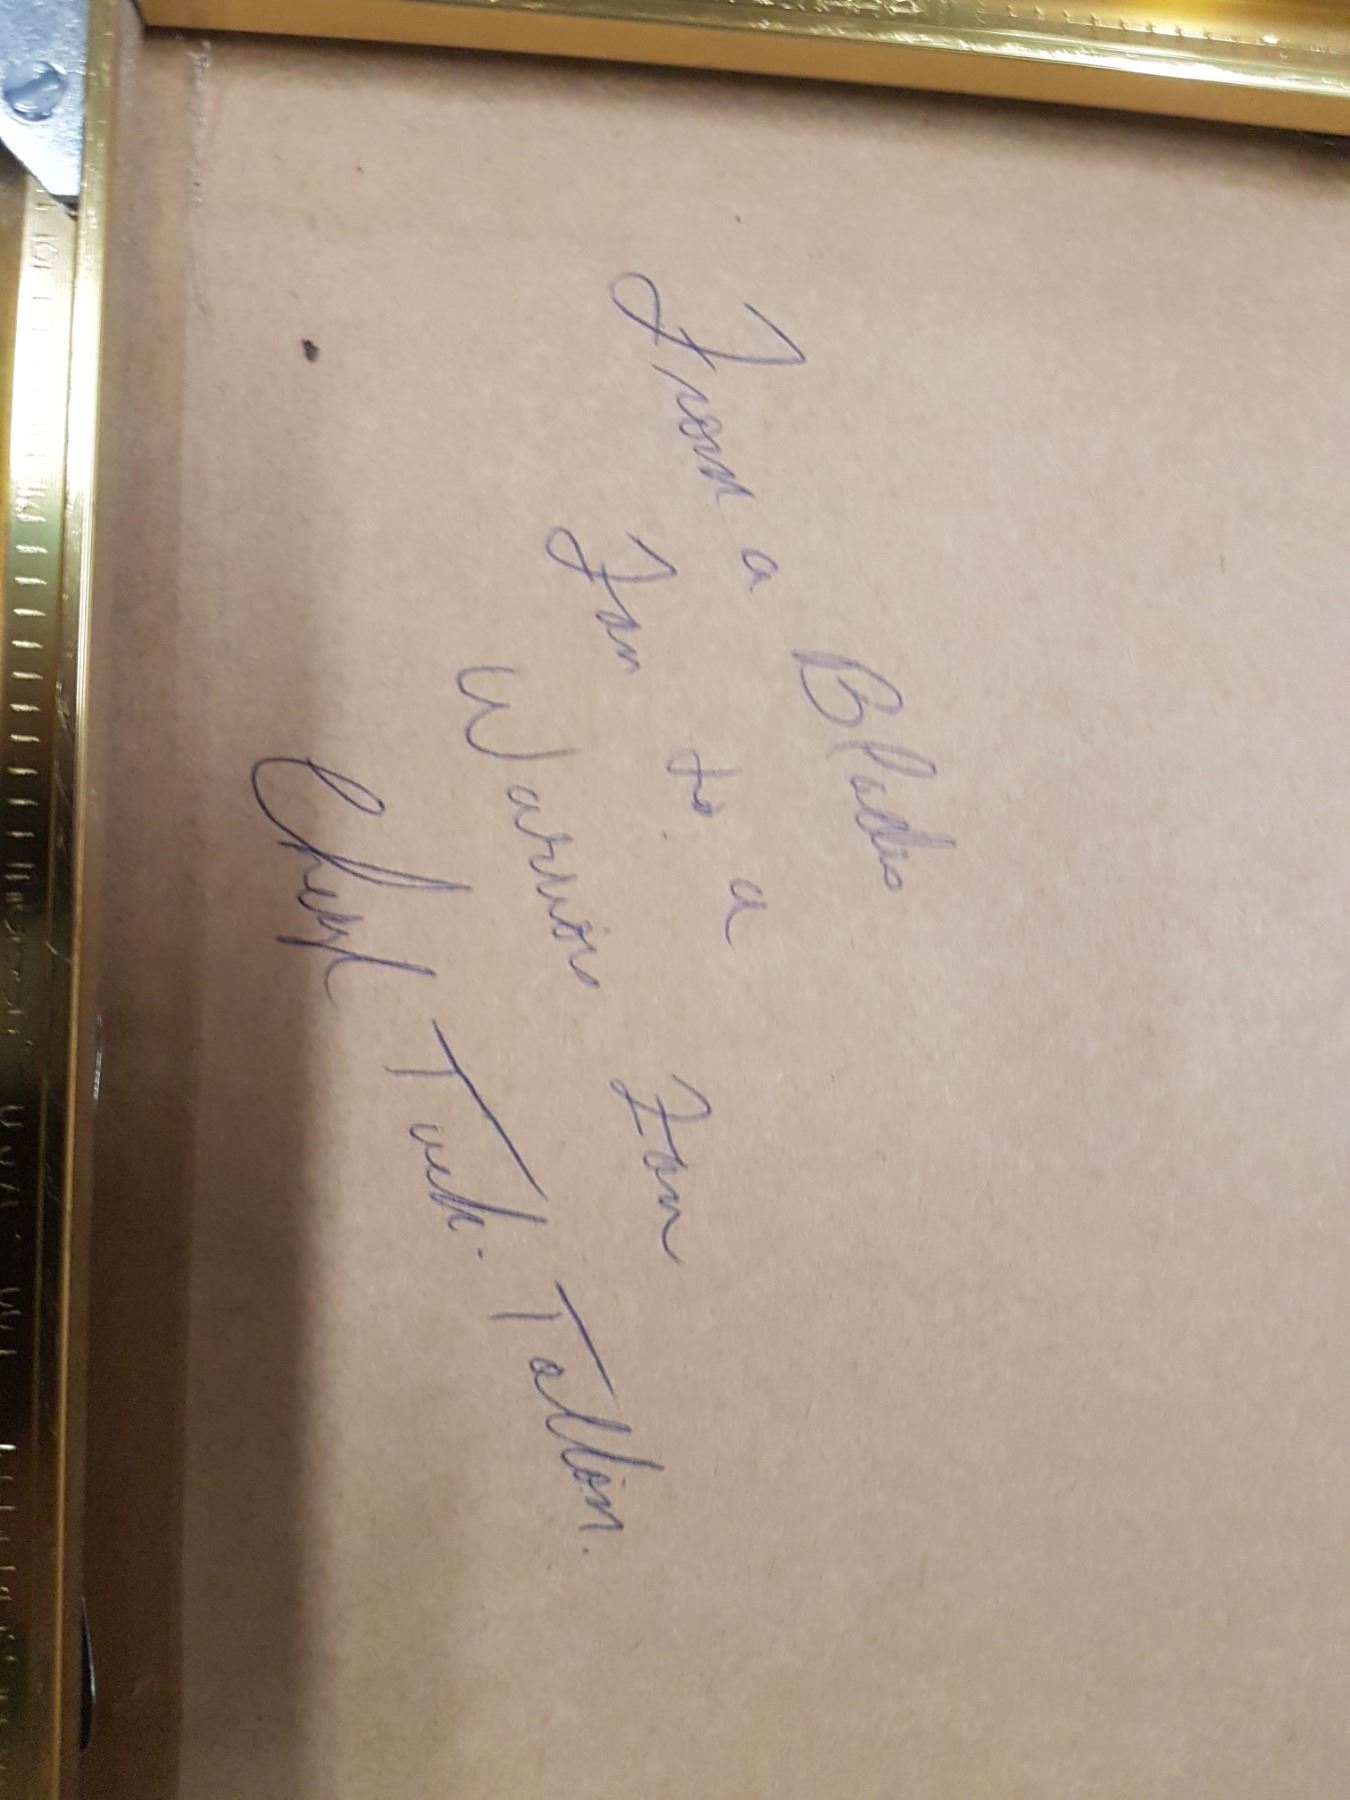 From a Blades
Fan to a
Warrior Fan
Cheryl Tuck. Tallon.